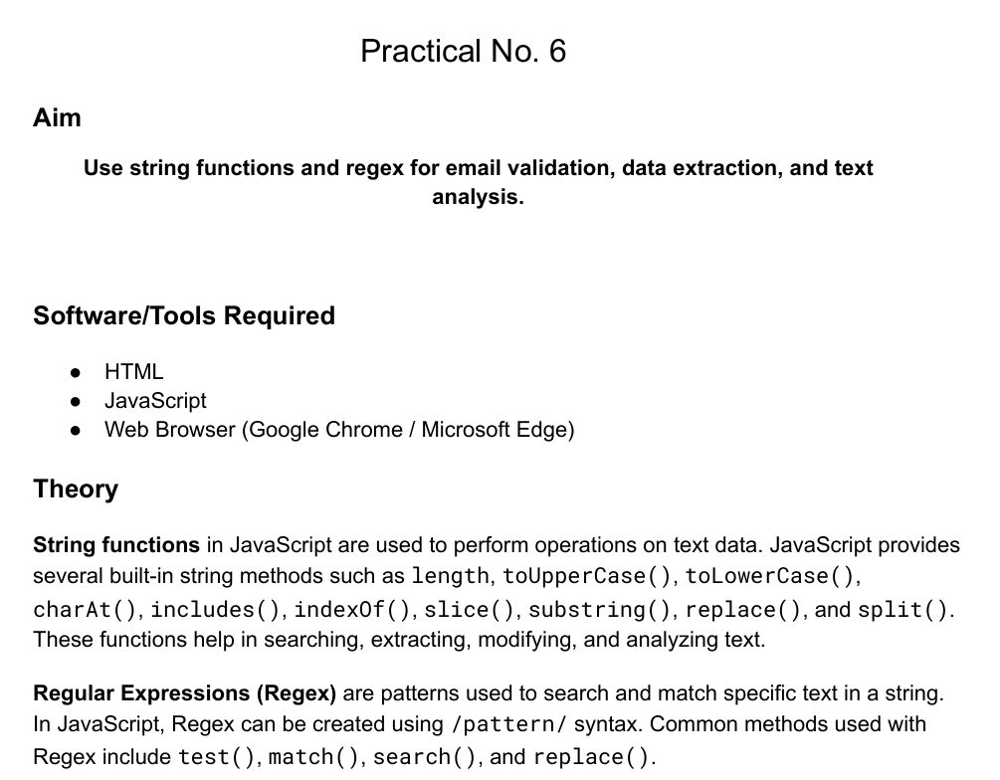 Practical No. 6
Aim
Use string functions and regex for email validation, data extraction, and text
analysis.
Software/Tools Required
● HTML
● JavaScript
● Web Browser (Google Chrome / Microsoft Edge)
Theory
String functions in JavaScript are used to perform operations on text data. JavaScript provides
several built-in string methods such as length, toUpperCase(), toLowerCase(),
charAt(), includes(), indexOf(), slice(), substring(), replace(), and split().
These functions help in searching, extracting, modifying, and analyzing text.
Regular Expressions (Regex) are patterns used to search and match specific text in a string.
In JavaScript, Regex can be created using /pattern/ syntax. Common methods used with
Regex include test(), match(), search(), and replace().